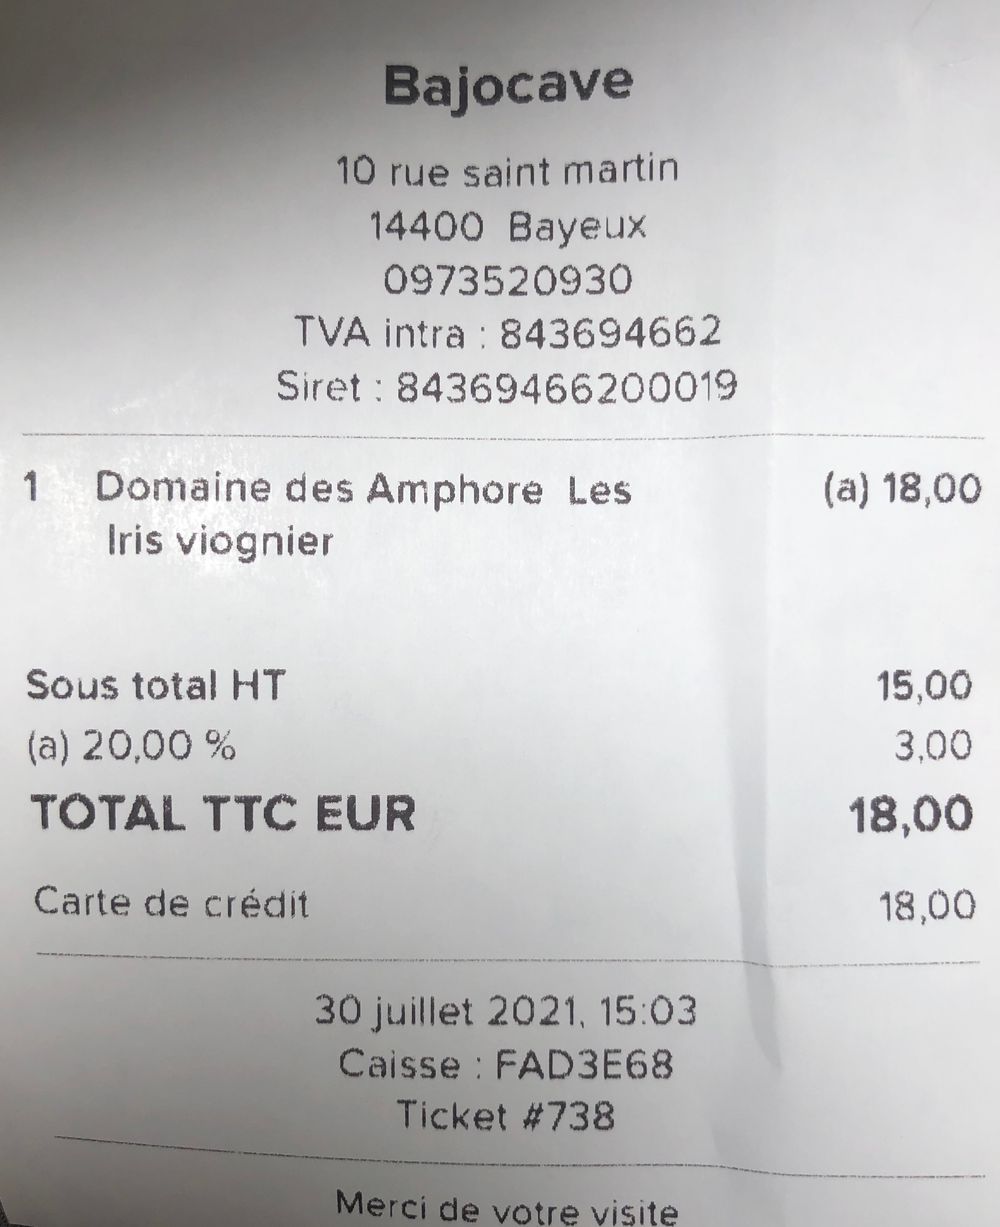 Bajocave
10 rue saint martin
14400 Bayeux
0973520930
TVA intra : 843694662
Siret : 84369466200019
1 Domaine des Amphore Les (a) 18,00
Iris viognier
Sous total HT 15,00
(a) 20,00 % 3,00
TOTAL TTC EUR 18,00
Carte de crédit 18,00
30 juillet 2021, 15:03
Caisse : FAD3E68
Ticket #738
Merci de votre visite